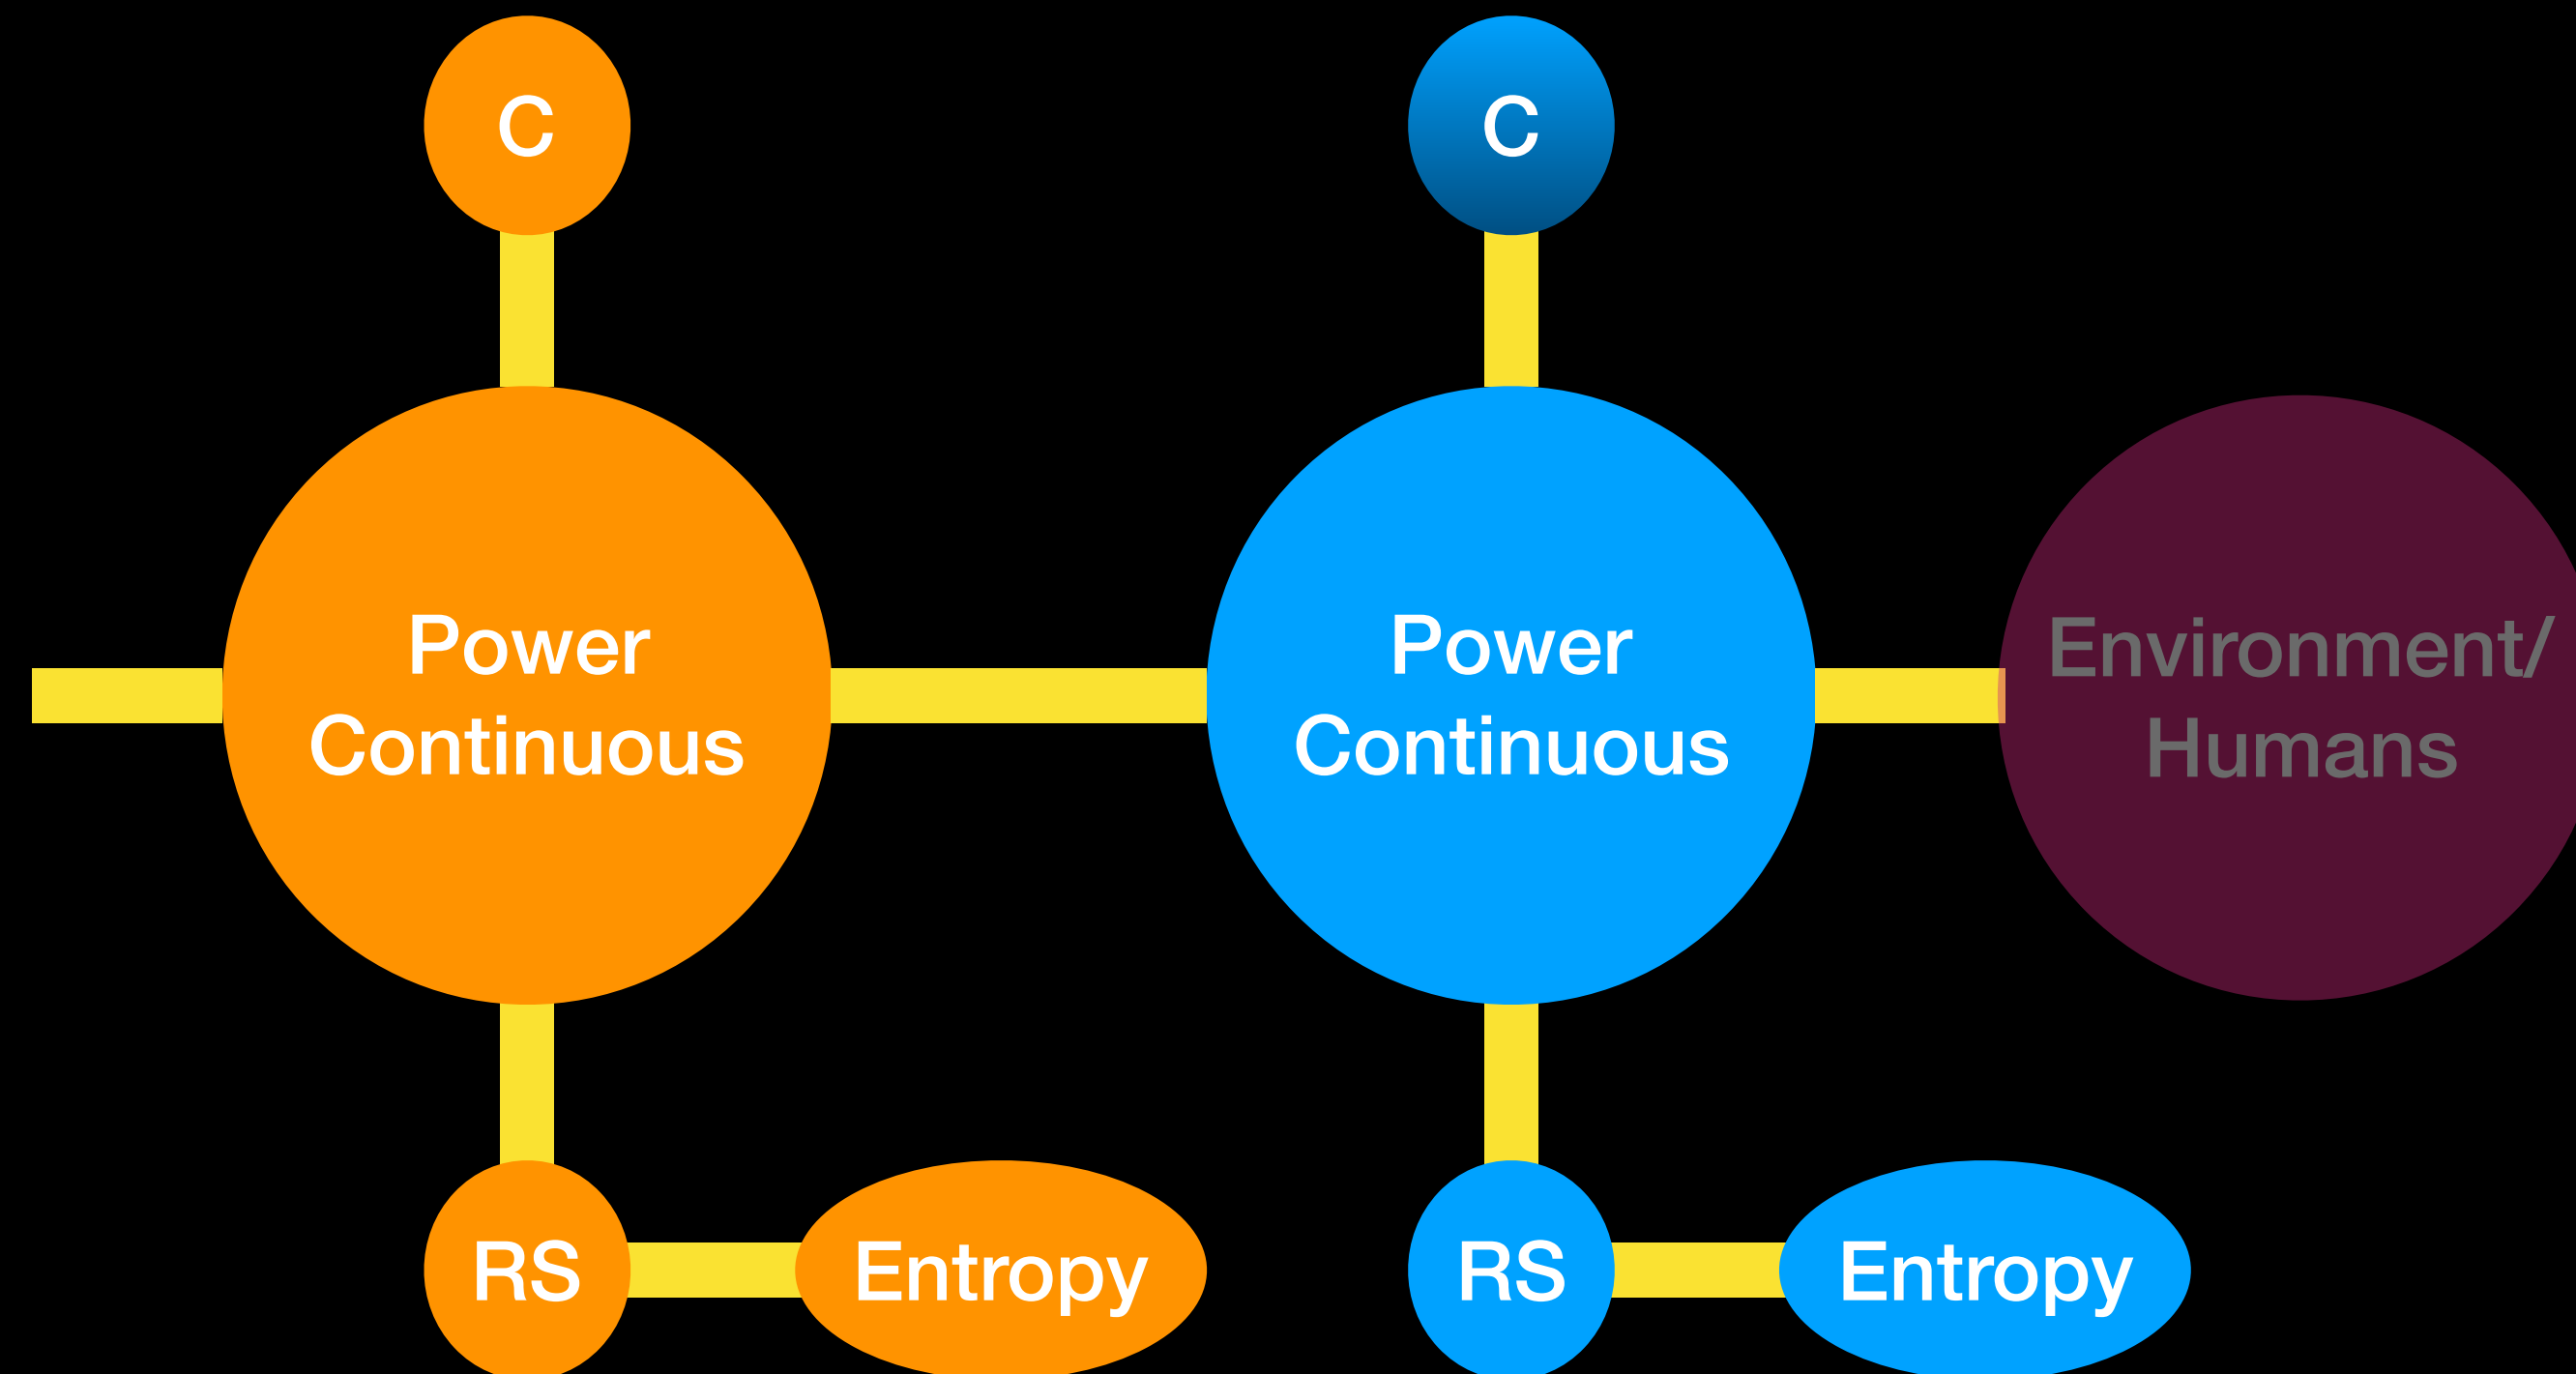 C
C
Power
Continuous
Power
Continuous
Environment/
Humans
RS
Entropy
RS
Entropy